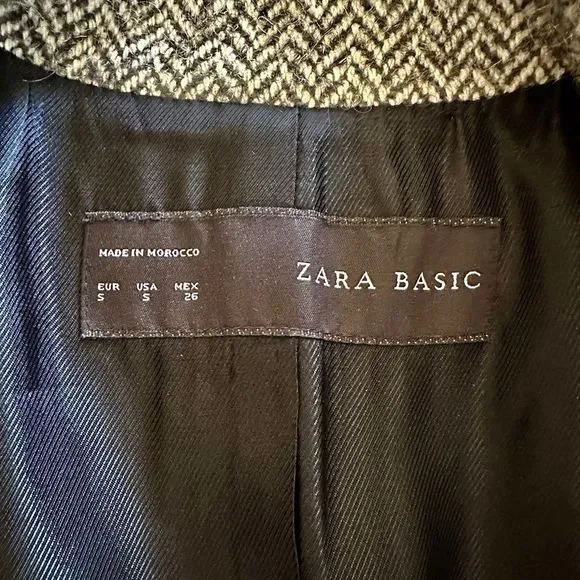 MADE IN MOROCCO
ZARA BASIC
EUR USA MEX
S S 26